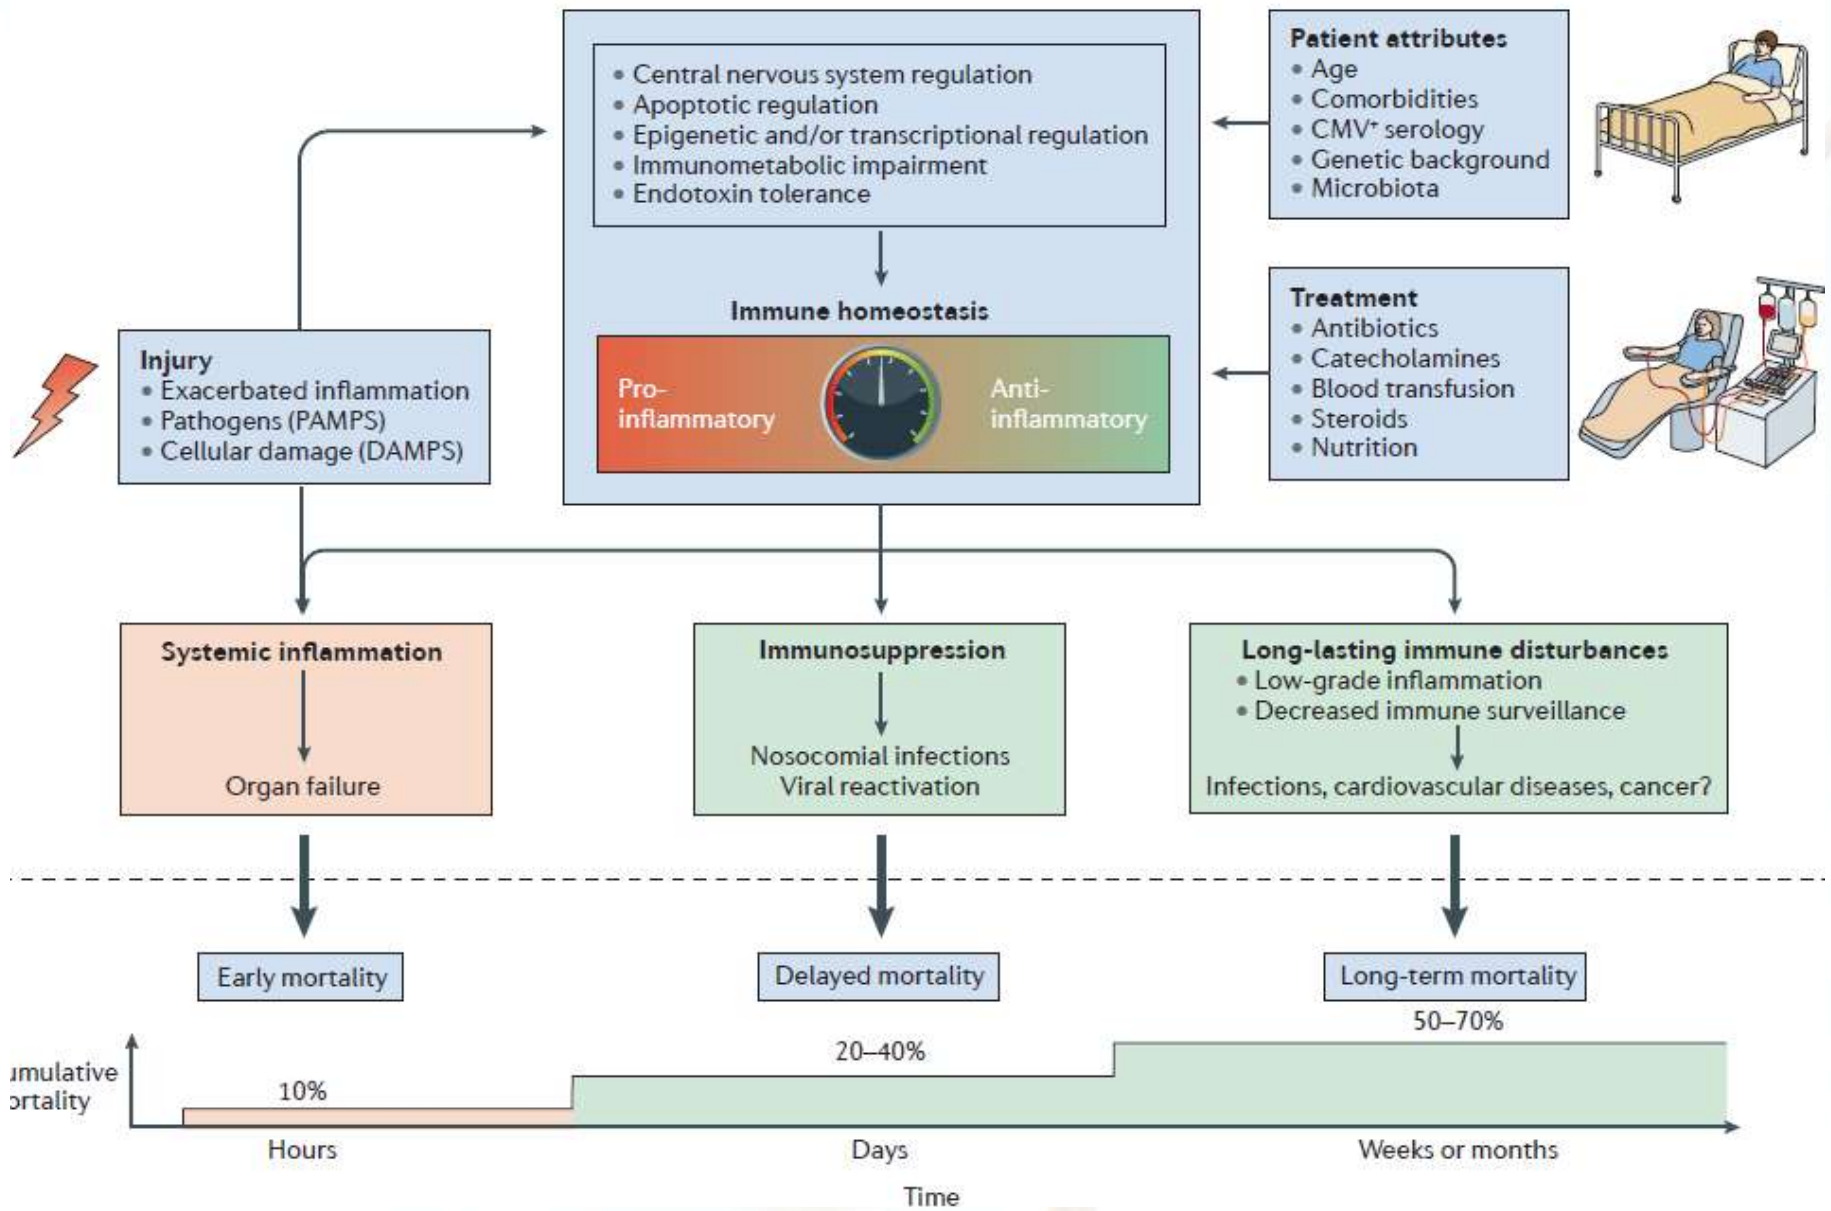 • Central nervous system regulation
• Apoptotic regulation
• Epigenetic and/or transcriptional regulation
• Immunometabolic impairment
• Endotoxin tolerance
Immune homeostasis
Pro-
inflammatory
Anti-
inflammatory
Patient attributes
• Age
• Comorbidities
• CMV⁺ serology
• Genetic background
• Microbiota
Treatment
• Antibiotics
• Catecholamines
• Blood transfusion
• Steroids
• Nutrition
Injury
• Exacerbated inflammation
• Pathogens (PAMPS)
• Cellular damage (DAMPS)
Systemic inflammation
Organ failure
Immunosuppression
Nosocomial infections
Viral reactivation
Long-lasting immune disturbances
• Low-grade inflammation
• Decreased immune surveillance
Infections, cardiovascular diseases, cancer?
Early mortality
Delayed mortality
Long-term mortality
umulative
ortality
10%
20–40%
50–70%
Hours
Days
Weeks or months
Time